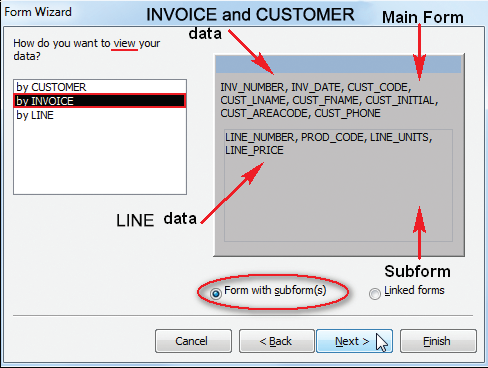 Form Wizard
INVOICE and CUSTOMER
data
Main Form
How do you want to view your
data?
by CUSTOMER
by INVOICE
by LINE
INV_NUMBER, INV_DATE, CUST_CODE,
CUST_LNAME, CUST_FNAME, CUST_INITIAL,
CUST_AREACODE, CUST_PHONE
LINE_NUMBER, PROD_CODE, LINE_UNITS,
LINE_PRICE
LINE data
Subform
Form with subform(s)
Linked forms
Cancel
< Back
Next >
Finish